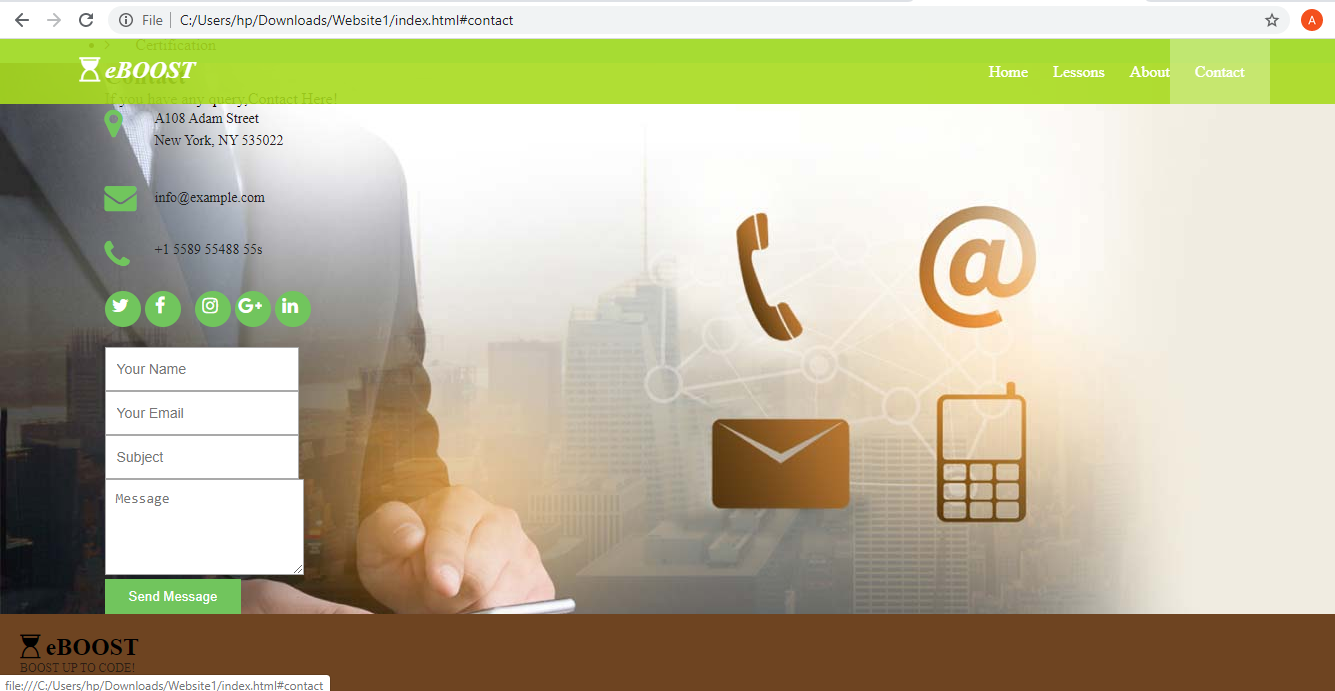 File
C:/Users/hp/Downloads/Website1/index.html#contact
A
Certification
eBOOST
Home
Lessons
About
Contact
Contact
If you have any query,Contact Here!
A108 Adam Street
New York, NY 535022
info@example.com
+1 5589 55488 55s
G+
in
Your Name
Your Email
Subject
Message
Send Message
eBOOST
BOOST UP TO CODE!
file:///C:/Users/hp/Downloads/Website1/index.html#contact